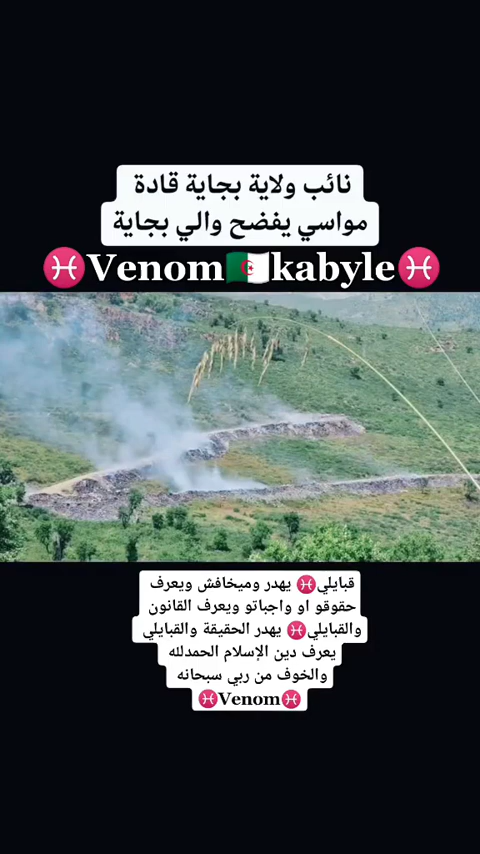 نائب ولاية بجاية قادة
مواسي يفضح والي بجاية
♓Venom🇩🇿kabyle♓
قبايلي♓ يهدر وميخافش ويعرف
حقوقو او واجباتو ويعرف القانون
والقبايلي♓ يهدر الحقيقة والقبايلي
يعرف دين الإسلام الحمدلله
والخوف من ربي سبحانه
♓Venom♓